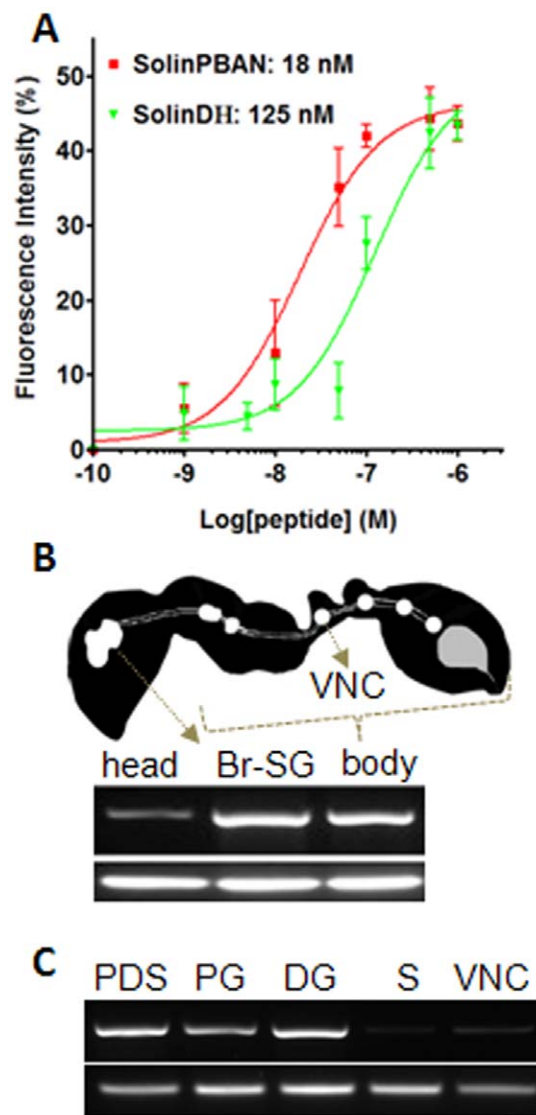 A
SolinPBAN: 18 nM
SolinDH: 125 nM
50
40
30
20
10
0
Fluorescence Intensity (%)
-10 -9 -8 -7 -6
Log[peptide] (M)
B
VNC
head Br-SG body
C
PDS PG DG S VNC